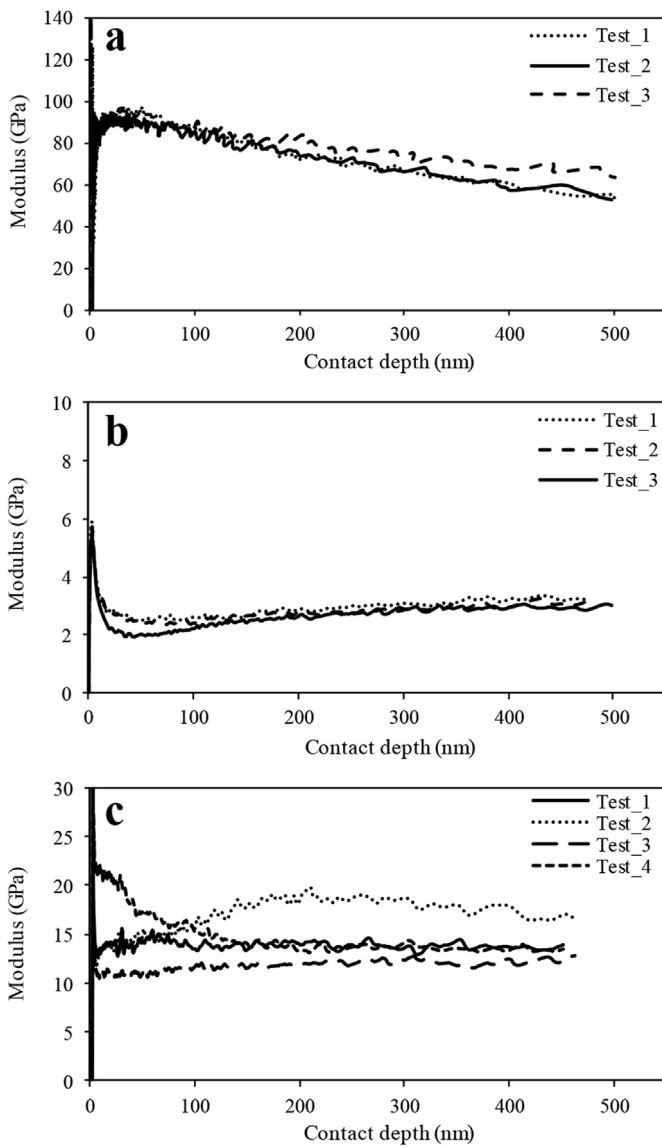 a
140
120
100
80
60
40
20
0
Modulus (GPa)
Test_1
Test_2
Test_3
0 100 200 300 400 500
Contact depth (nm)
b
10
8
6
4
2
0
Modulus (GPa)
Test_1
Test_2
Test_3
0 100 200 300 400 500
Contact depth (nm)
c
30
25
20
15
10
5
0
Modulus (GPa)
Test_1
Test_2
Test_3
Test_4
0 100 200 300 400 500
Contact depth (nm)